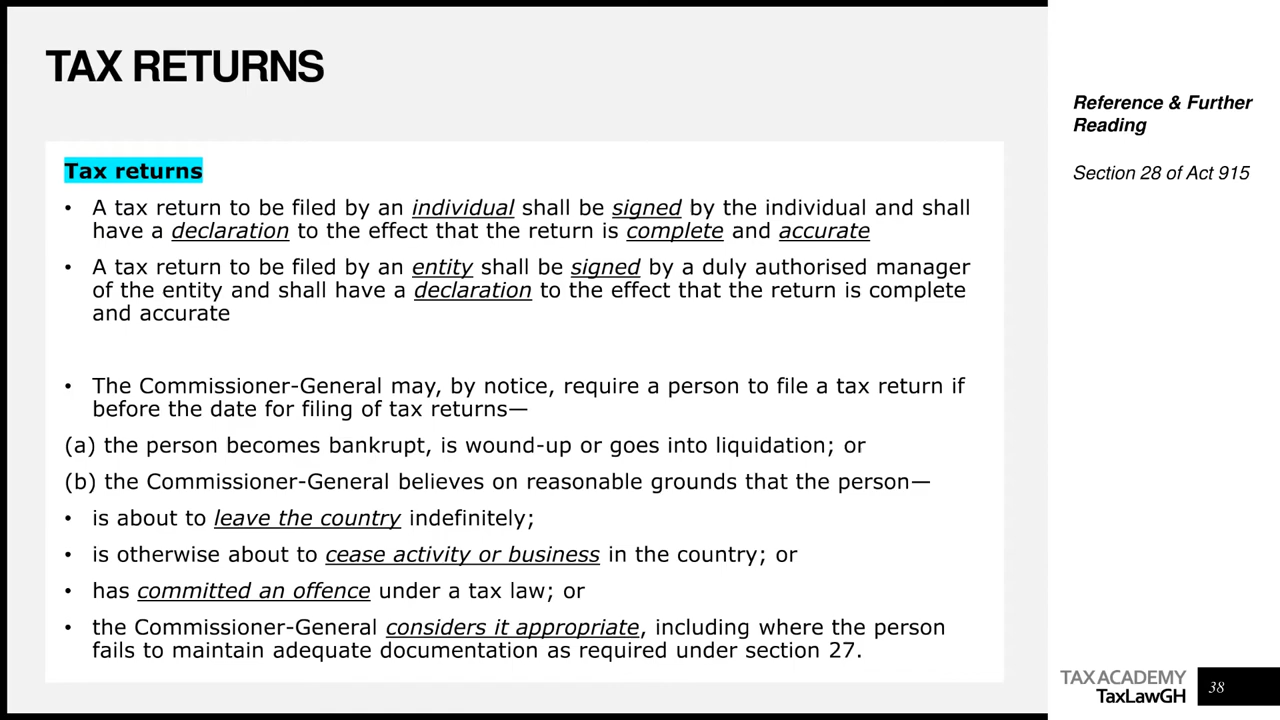 TAX RETURNS
Tax returns
• A tax return to be filed by an individual shall be signed by the individual and shall
have a declaration to the effect that the return is complete and accurate
• A tax return to be filed by an entity shall be signed by a duly authorised manager
of the entity and shall have a declaration to the effect that the return is complete
and accurate
• The Commissioner-General may, by notice, require a person to file a tax return if
before the date for filing of tax returns—
(a) the person becomes bankrupt, is wound-up or goes into liquidation; or
(b) the Commissioner-General believes on reasonable grounds that the person—
• is about to leave the country indefinitely;
• is otherwise about to cease activity or business in the country; or
• has committed an offence under a tax law; or
• the Commissioner-General considers it appropriate, including where the person
fails to maintain adequate documentation as required under section 27.
Reference & Further
Reading
Section 28 of Act 915
TAX ACADEMY
TaxLawGH
38